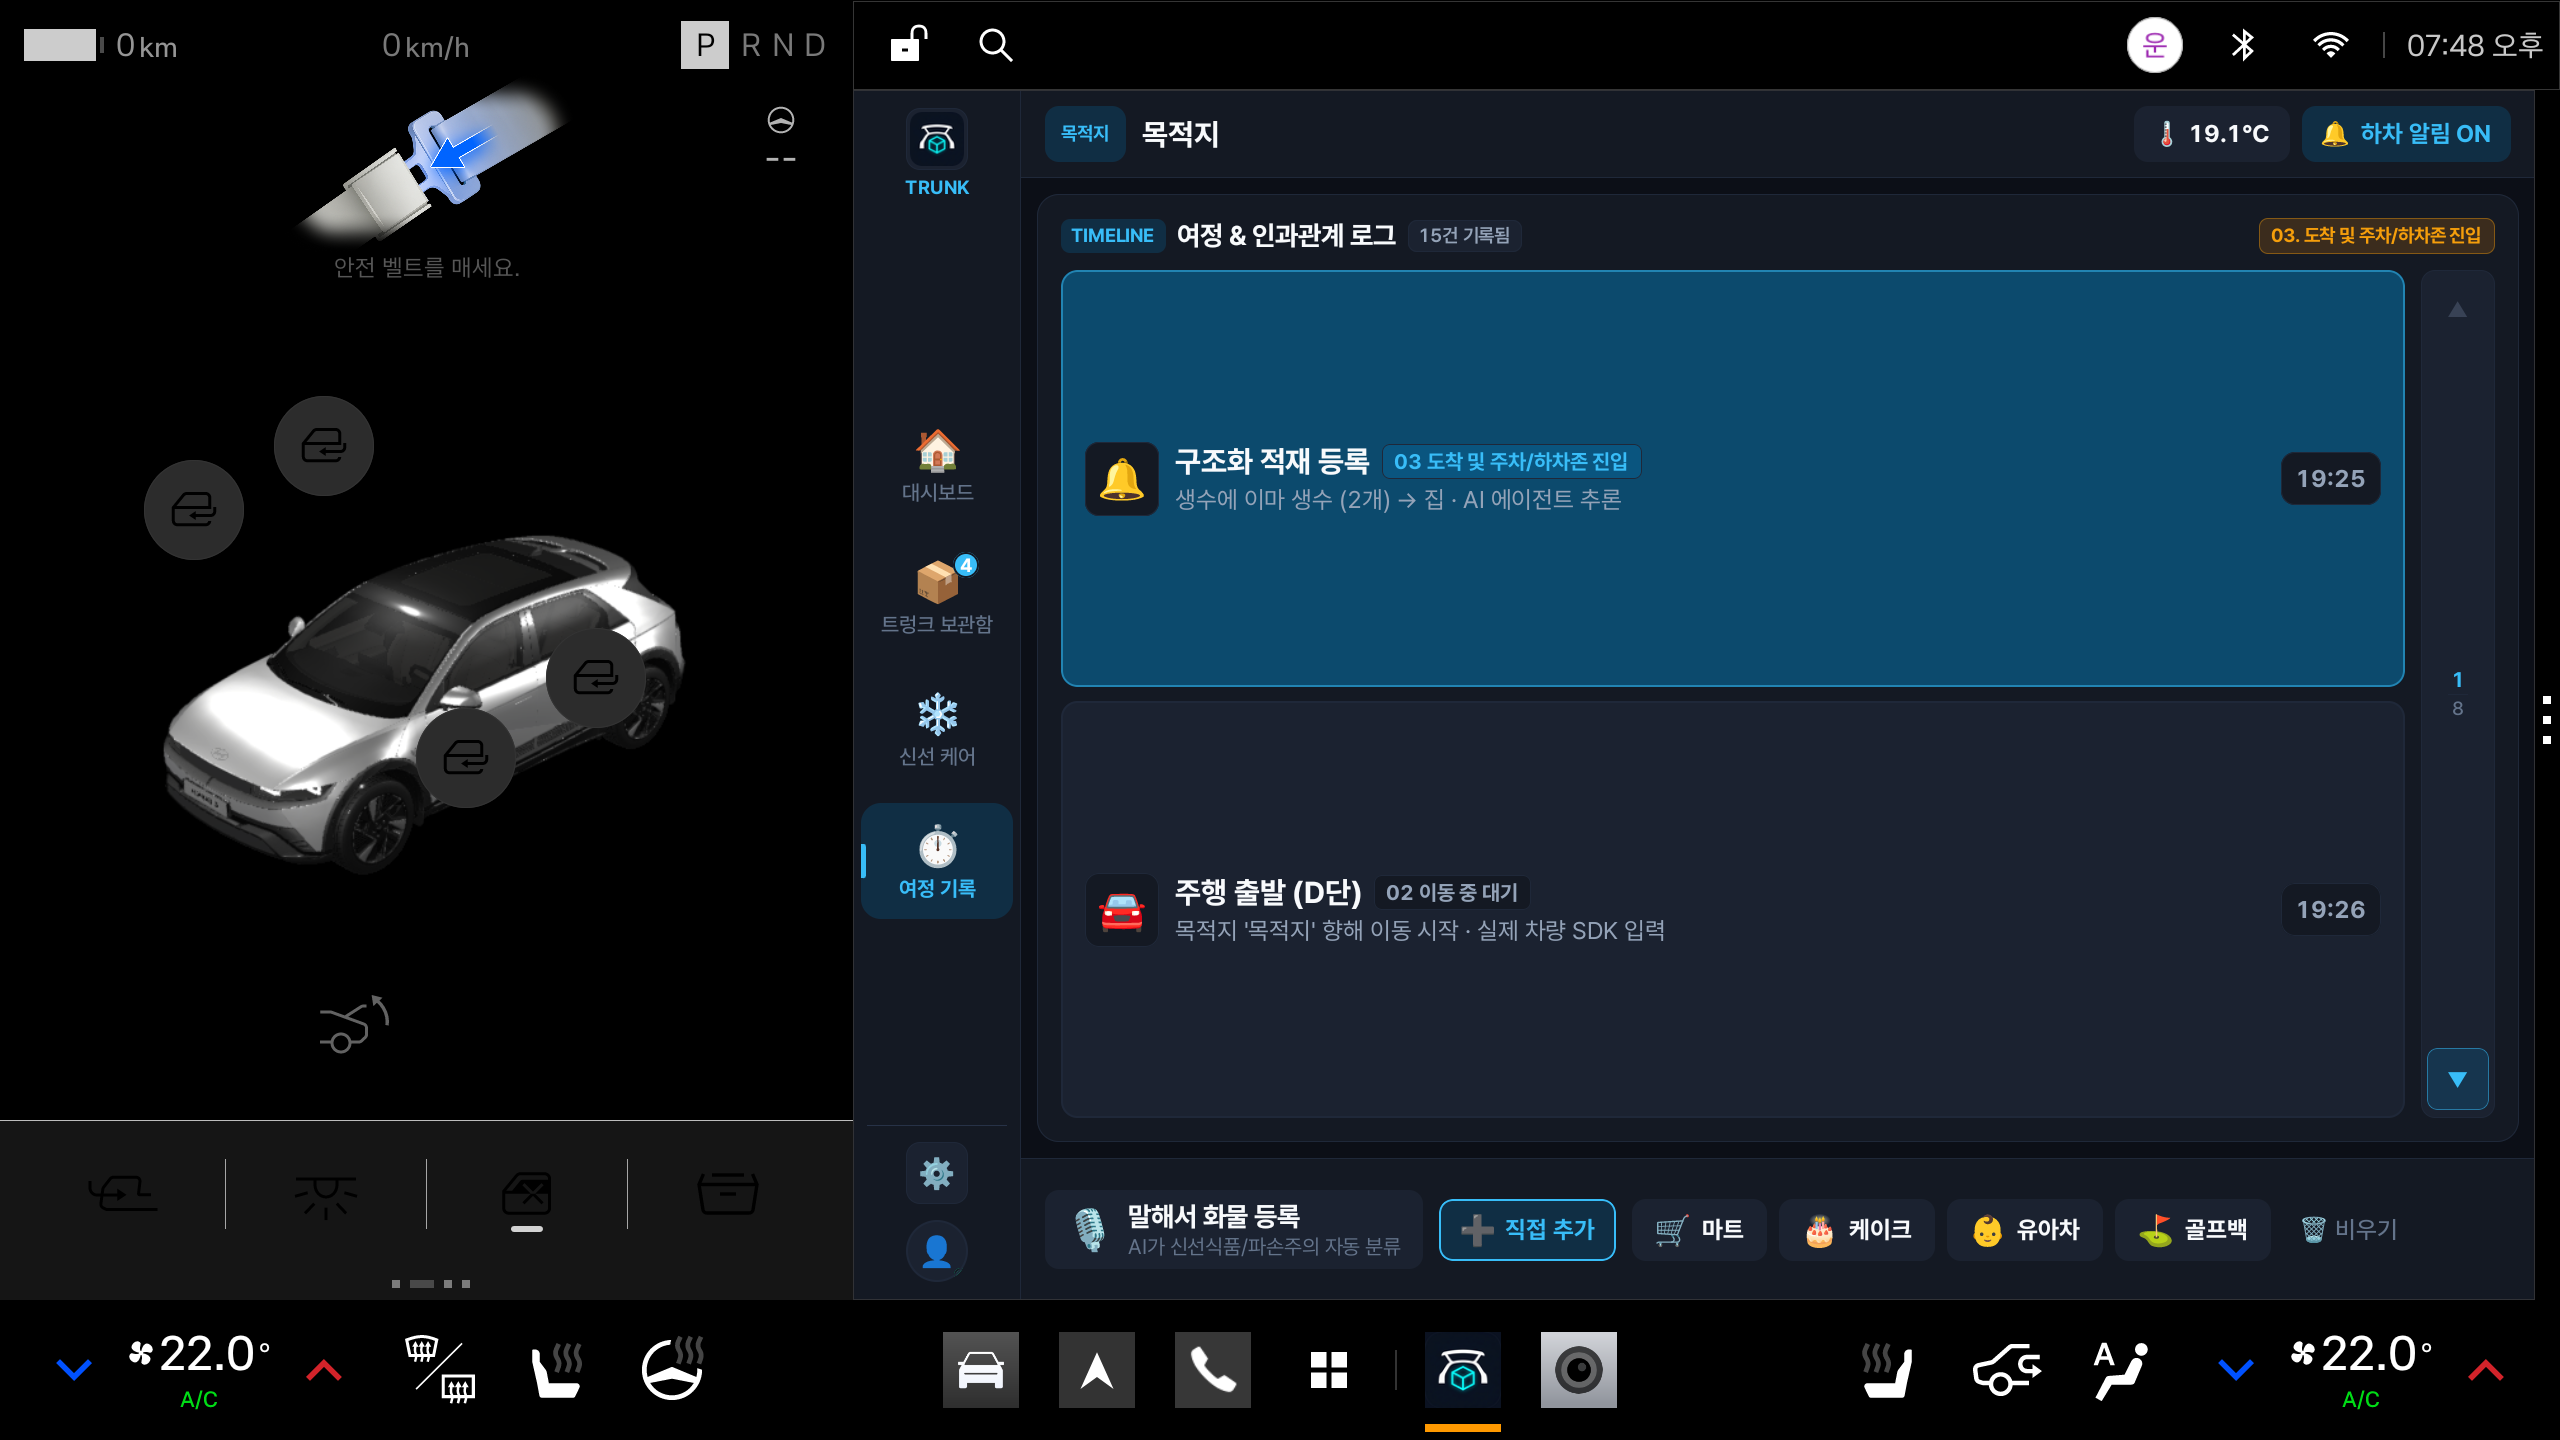 0 km
0 km/h
P R N D
안전 벨트를 매세요.
운
07:48 오후
TRUNK
대시보드
4
트렁크 보관함
신선 케어
여정 기록
목적지 목적지
19.1°C
하차 알림 ON
TIMELINE 여정 & 인과관계 로그 15건 기록됨
03. 도착 및 주차/하차존 진입
구조화 적재 등록 03 도착 및 주차/하차존 진입
생수에 이마 생수 (2개) → 집 · AI 에이전트 추론
19:25
1
8
주행 출발 (D단) 02 이동 중 대기
목적지 '목적지' 향해 이동 시작 · 실제 차량 SDK 입력
19:26
말해서 화물 등록
AI가 신선식품/파손주의 자동 분류
직접 추가
마트
케이크
유아차
골프백
비우기
22.0°
A/C
A
22.0°
A/C